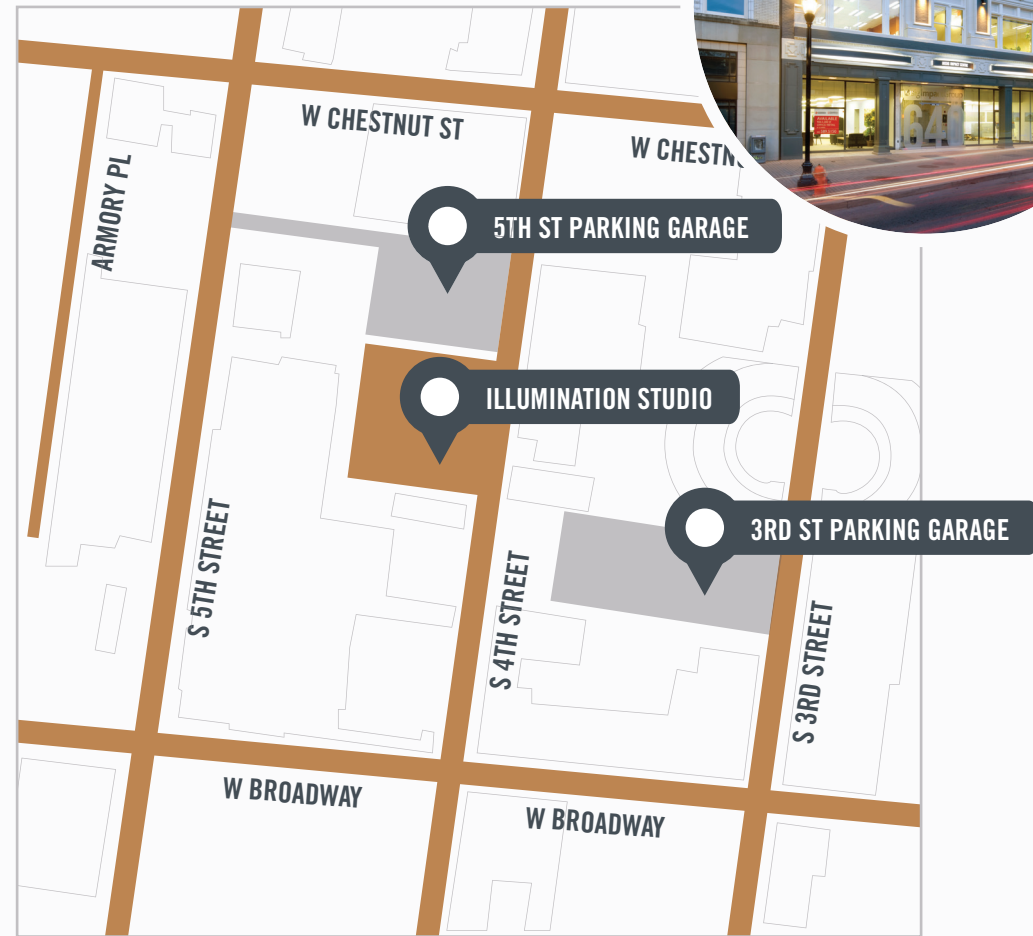 W CHESTNUT ST
W CHESTN
ARMORY PL
5TH ST PARKING GARAGE
ILLUMINATION STUDIO
S 5TH STREET
S 4TH STREET
3RD ST PARKING GARAGE
S 3RD STREET
W BROADWAY
W BROADWAY